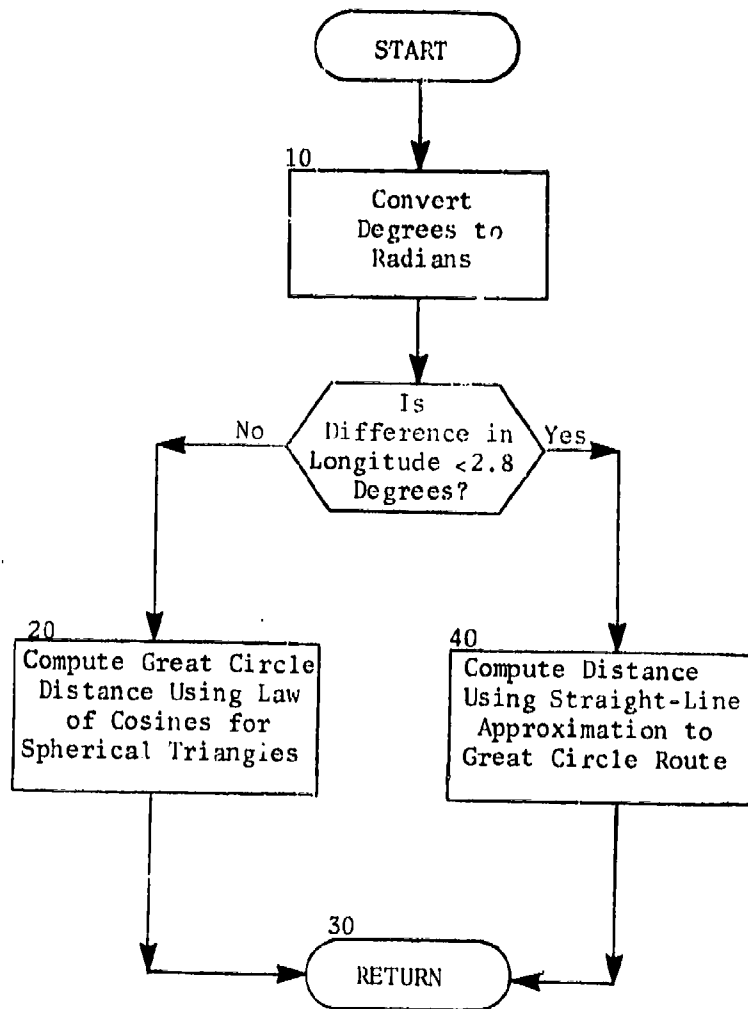 START
10
Convert
Degrees to
Radians
Is
Difference in
Longitude <2.8
Degrees?
No
Yes
20
Compute Great Circle
Distance Using Law
of Cosines for
Spherical Triangles
40
Compute Distance
Using Straight-Line
Approximation to
Great Circle Route
30
RETURN